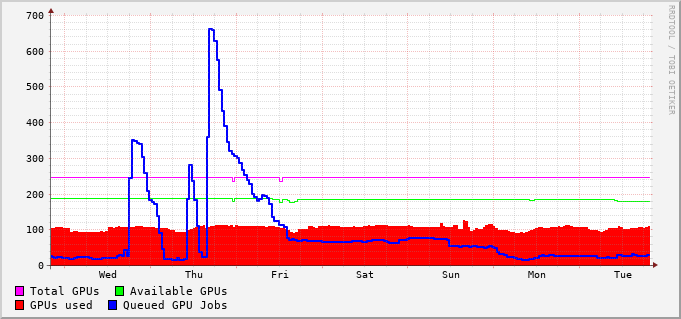 700
600
500
400
300
200
100
0
Wed Thu Fri Sat Sun Mon Tue
Total GPUs Available GPUs
GPUs used Queued GPU Jobs
RRDTOOL / TOBI OETIKER